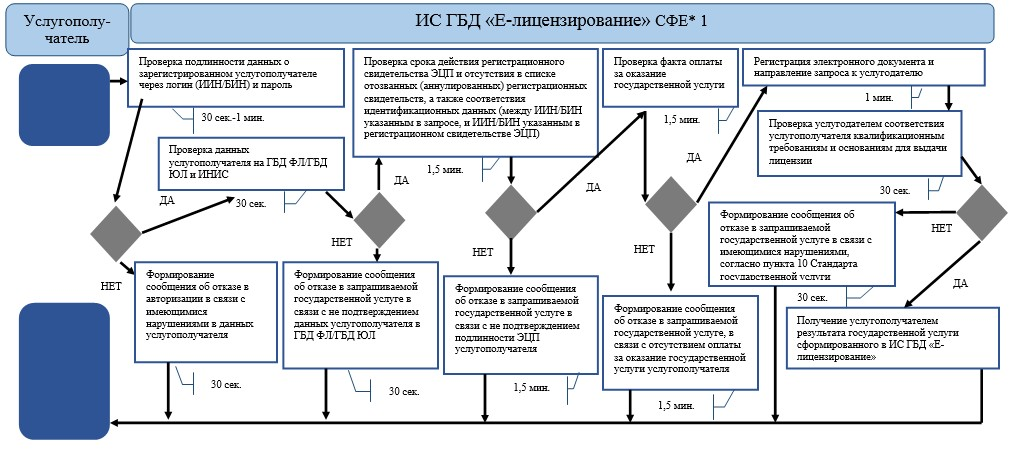 Услугополу-
чатель
ИС ГБД «Е-лицензирование» СФЕ* 1
Проверка подлинности данных о
зарегистрированном услугополучателе
через логин (ИИН/БИН) и пароль
30 сек.-1 мин.
Проверка данных
услугополучателя на ГБД ФЛ/ГБД
ЮЛ и ИНИС
30 сек.
ДА
НЕТ
Формирование
сообщения об отказе в
авторизации в связи с
имеющимися
нарушениями в данных
услугополучателя
30 сек.
Проверка срока действия регистрационного
свидетельства ЭЦП и отсутствия в списке
отозванных (аннулированных) регистрационных
свидетельств, а также соответствия
идентификационных данных (между ИИН/БИН
указанным в запросе, и ИИН/БИН указанным в
регистрационном свидетельстве ЭЦП)
1,5 мин.
ДА
НЕТ
Формирование сообщения
об отказе в запрашиваемой
государственной услуге в
связи с не подтверждением
данных услугополучателя в
ГБД ФЛ/ГБД ЮЛ
30 сек.
Проверка факта оплаты
за оказание
государственной услуги
1,5 мин.
ДА
НЕТ
Формирование сообщения об
отказе в запрашиваемой
государственной услуге в
связи с не подтверждением
подлинности ЭЦП
услугополучателя
1,5 мин.
Регистрация электронного документа и
направление запроса к услугодателю
1 мин.
ДА
НЕТ
Формирование сообщения
об отказе в запрашиваемой
государственной услуге, в
связи с отсутствием оплаты
за оказание государственной
услуги услугополучателя
1,5 мин.
Проверка услугодателем соответствия
услугополучателя квалификационным
требованиям и основаниям для выдачи
лицензии
30 сек.
НЕТ
Формирование сообщения об
отказе в запрашиваемой
государственной услуге в связи с
имеющимися нарушениями,
согласно пункта 10 Стандарта
государственной услуги
30 сек.
ДА
Получение услугополучателем
результата государственной услуги
сформированного в ИС ГБД «Е-
лицензирование»